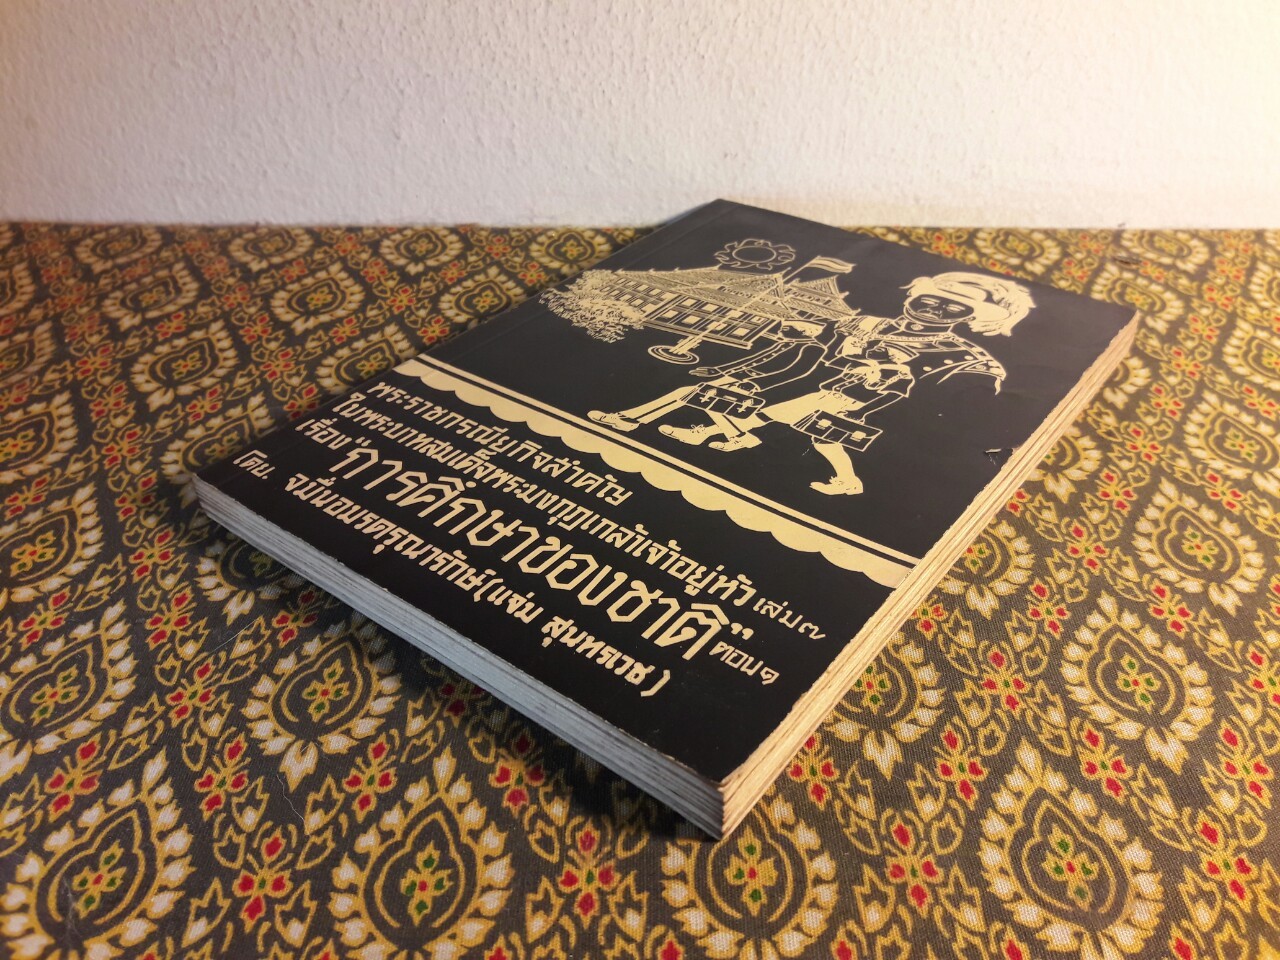 พระราชกรณียกิจสำคัญ
ในพระบาทสมเด็จพระมงกุฎเกล้าเจ้าอยู่หัว เล่ม๗
เรื่อง “การศึกษาของชาติ” ตอน๑
โดย. จมื่นอมรดรุณารักษ์(แจ่ม สุนทรเวช)